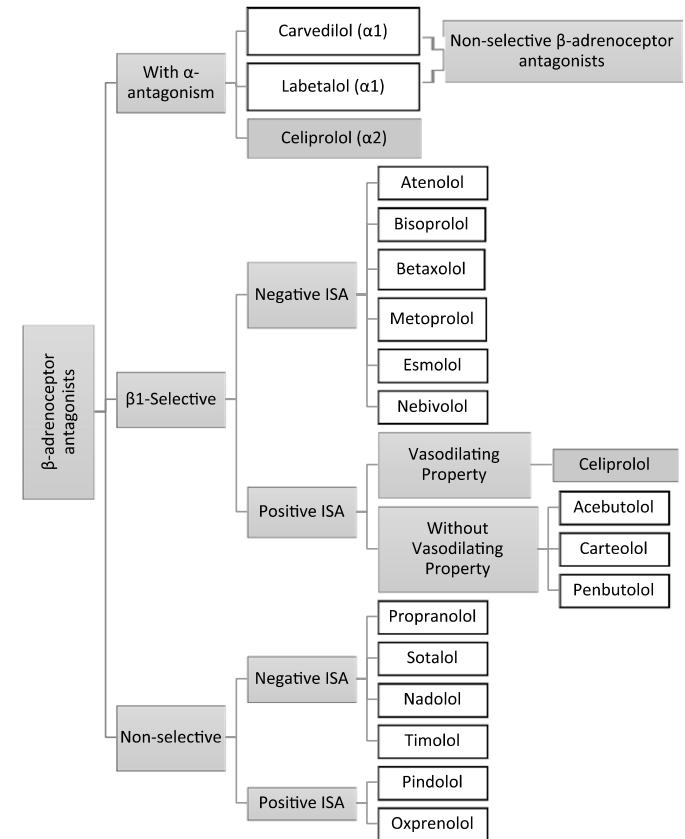 β-adrenoceptor
antagonists
With α-
antagonism
Carvedilol (α1)
Labetalol (α1)
Non-selective β-adrenoceptor
antagonists
Celiprolol (α2)
β1-Selective
Negative ISA
Atenolol
Bisoprolol
Betaxolol
Metoprolol
Esmolol
Nebivolol
Positive ISA
Vasodilating
Property
Celiprolol
Without
Vasodilating
Property
Acebutolol
Carteolol
Penbutolol
Non-selective
Negative ISA
Propranolol
Sotalol
Nadolol
Timolol
Positive ISA
Pindolol
Oxprenolol